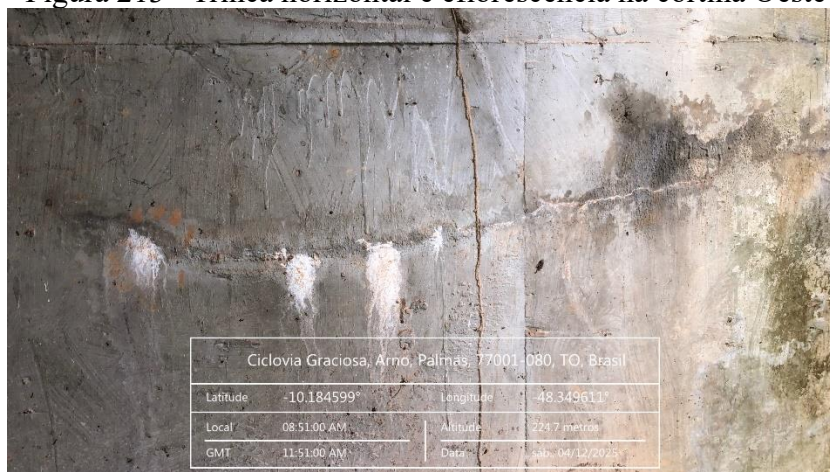 Figura 213 - Trinca horizontal e eflorescência na cortina Oeste
Ciclovia Graciosa, Arno, Palmas, 77001-080, TO, Brasil
Latitude -10.184599° Longitude -48.349611°
Local 08:51:00 AM Altitude 224.7 metros
GMT 11:51:00 AM Data sáb, 04/12/2025